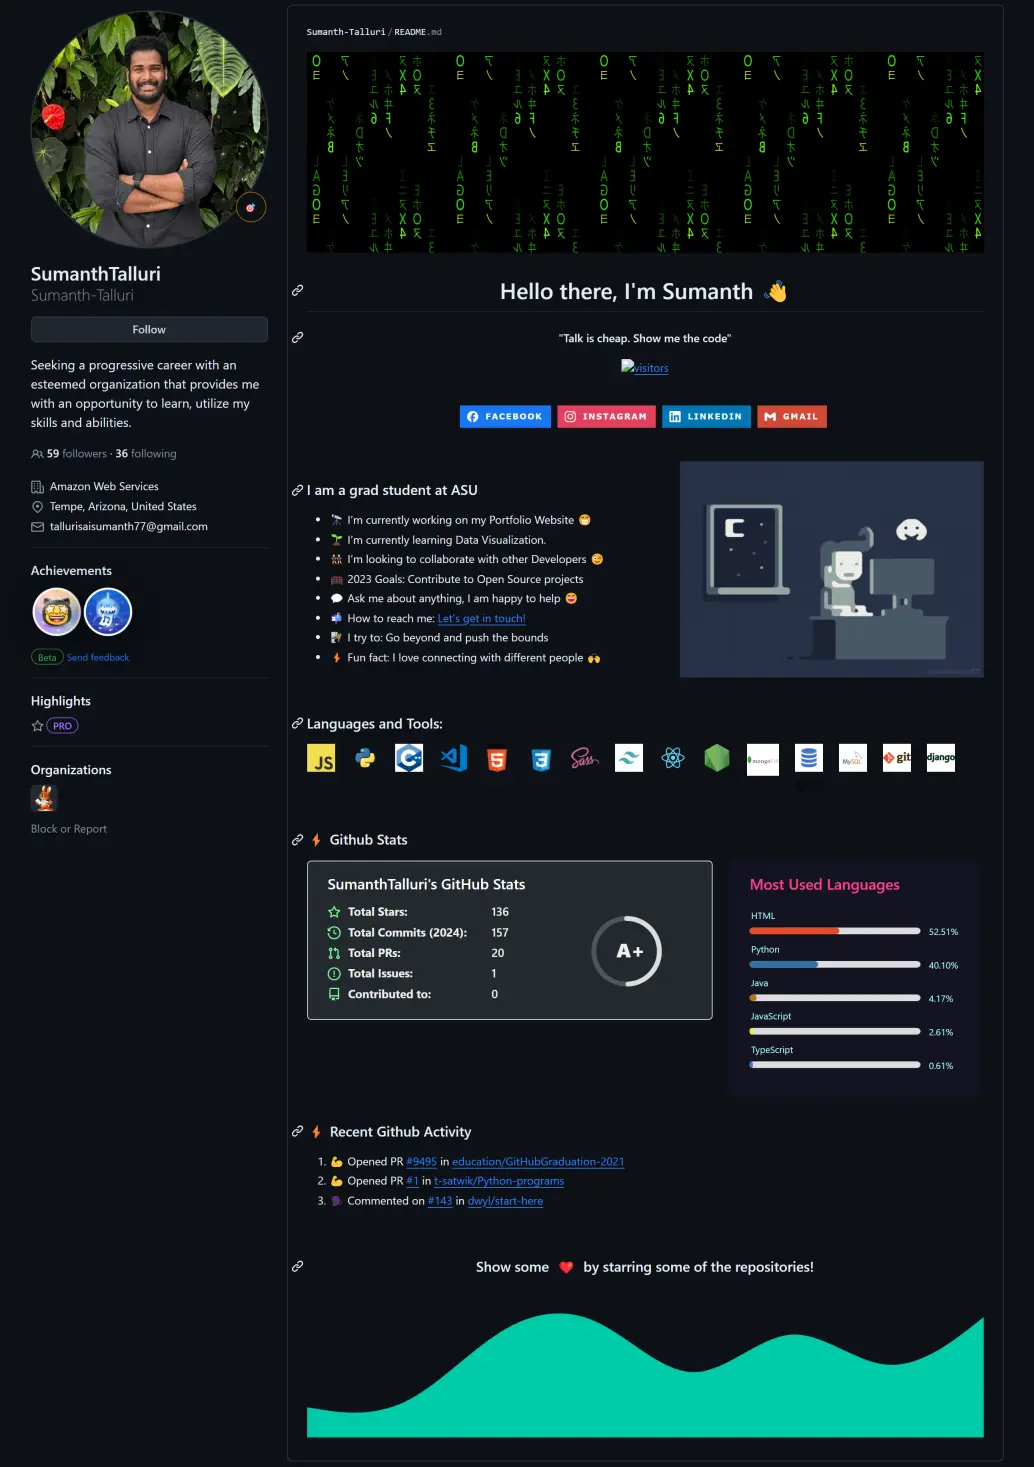 SumanthTalluri
Sumanth-Talluri
Follow
Seeking a progressive career with an
esteemed organization that provides me
with an opportunity to learn, utilize my
skills and abilities.
59 followers · 36 following
Amazon Web Services
Tempe, Arizona, United States
tallurisaisumanth77@gmail.com
Achievements
Beta Send feedback
Highlights
PRO
Organizations
Block or Report
Sumanth-Talluri / README.md
Hello there, I'm Sumanth 👋
"Talk is cheap. Show me the code"
visitors
FACEBOOK INSTAGRAM LINKEDIN GMAIL
I am a grad student at ASU
I'm currently working on my Portfolio Website
I'm currently learning Data Visualization.
I'm looking to collaborate with other Developers
2023 Goals: Contribute to Open Source projects
Ask me about anything, I am happy to help
How to reach me: Let's get in touch!
I try to: Go beyond and push the bounds
Fun fact: I love connecting with different people
Languages and Tools:
JS
5
3
Sass
MySQL
git
django
Github Stats
SumanthTalluri's GitHub Stats
Total Stars: 136
Total Commits (2024): 157
Total PRs: 20
Total Issues: 1
Contributed to: 0
A+
Most Used Languages
HTML
52.51%
Python
40.10%
Java
4.17%
JavaScript
2.61%
TypeScript
0.61%
Recent Github Activity
1. 💪 Opened PR #9495 in education/GitHubGraduation-2021
2. 💪 Opened PR #1 in t-satwik/Python-programs
3. Commented on #143 in dwyl/start-here
Show some ❤️ by starring some of the repositories!